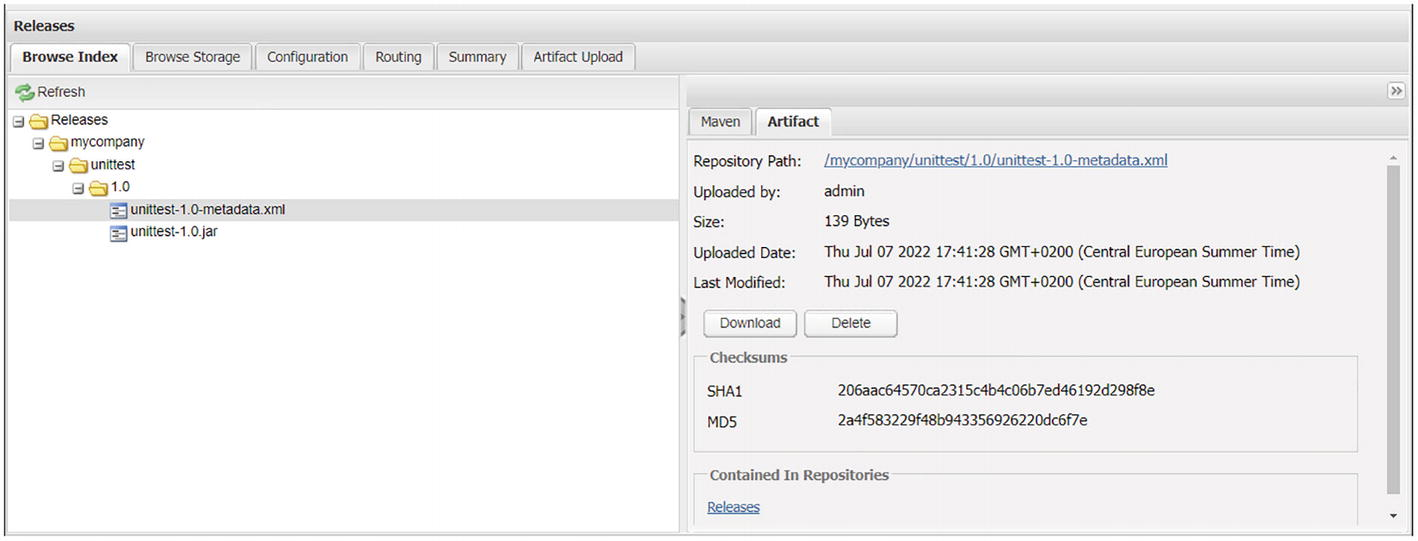 Releases
Browse Index Browse Storage Configuration Routing Summary Artifact Upload
Refresh
Releases
mycompany
unittest
1.0
unittest-1.0-metadata.xml
unittest-1.0.jar
Maven Artifact
Repository Path: /mycompany/unittest/1.0/unittest-1.0-metadata.xml
Uploaded by: admin
Size: 139 Bytes
Uploaded Date: Thu Jul 07 2022 17:41:28 GMT+0200 (Central European Summer Time)
Last Modified: Thu Jul 07 2022 17:41:28 GMT+0200 (Central European Summer Time)
Download Delete
Checksums
SHA1 206aac64570ca2315c4b4c06b7ed46192d298f8e
MD5 2a4f583229f48b943356926220dc6f7e
Contained In Repositories
Releases